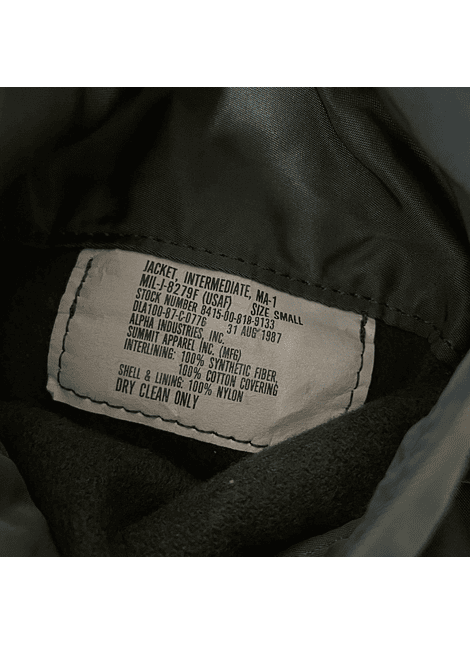 JACKET, INTERMEDIATE, MA-1
MIL-J-8279F (USAF) SIZE SMALL
STOCK NUMBER 8415-00-818-9133
DLA100-87-C-0776 31 AUG 1987
ALPHA INDUSTRIES, INC.
SUMMIT APPAREL INC. (MFG)
INTERLINING: 100% SYNTHETIC FIBER,
100% COTTON COVERING
SHELL & LINING: 100% NYLON
DRY CLEAN ONLY